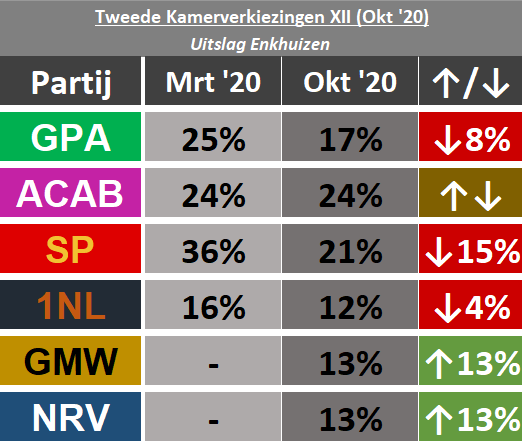 Tweede Kamerverkiezingen XII (Okt '20)
Uitslag Enkhuizen
Partij Mrt '20 Okt '20 ↑/↓
GPA 25% 17% ↓8%
ACAB 24% 24% ↑↓
SP 36% 21% ↓15%
1NL 16% 12% ↓4%
GMW - 13% ↑13%
NRV - 13% ↑13%